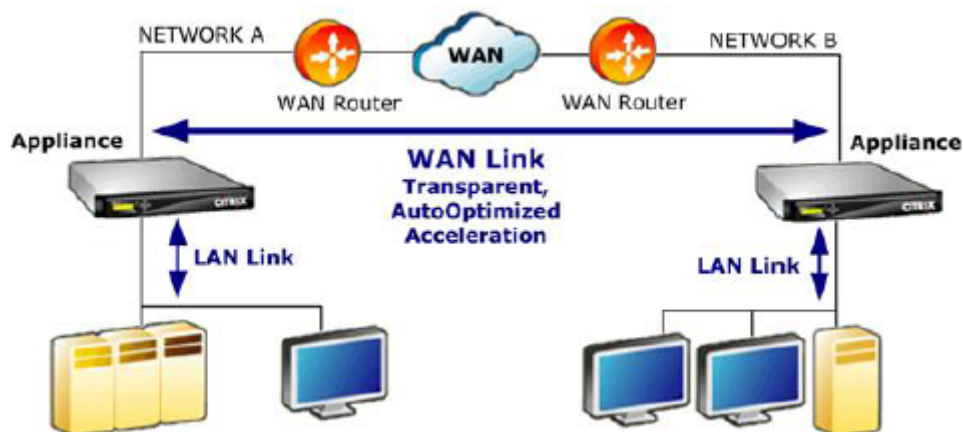 NETWORK A
WAN
NETWORK B
WAN Router
WAN Router
Appliance
Appliance
WAN Link
Transparent,
AutoOptimized
Acceleration
CITRIX
CITRIX
LAN Link
LAN Link